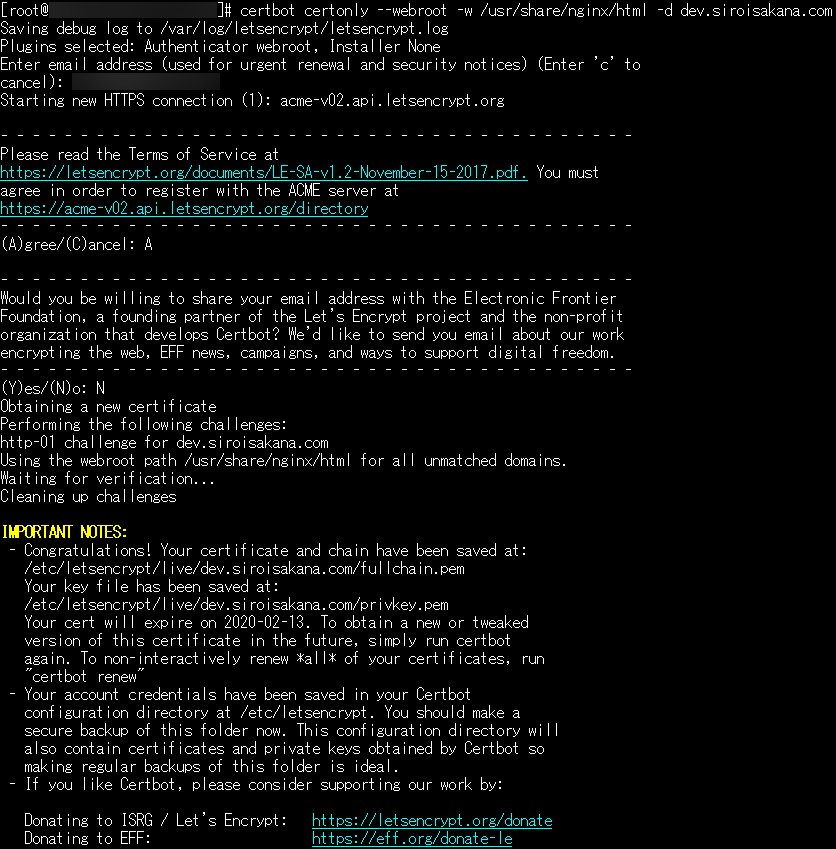 [root@ ]# certbot certonly --webroot -w /usr/share/nginx/html -d dev.siroisakana.com
Saving debug log to /var/log/letsencrypt/letsencrypt.log
Plugins selected: Authenticator webroot, Installer None
Enter email address (used for urgent renewal and security notices) (Enter 'c' to
cancel):
Starting new HTTPS connection (1): acme-v02.api.letsencrypt.org
- - - - - - - - - - - - - - - - - - - - - - - - - - - - - - - - - - - - - - - -
Please read the Terms of Service at
https://letsencrypt.org/documents/LE-SA-v1.2-November-15-2017.pdf. You must
agree in order to register with the ACME server at
https://acme-v02.api.letsencrypt.org/directory
- - - - - - - - - - - - - - - - - - - - - - - - - - - - - - - - - - - - - - - -
(A)gree/(C)ancel: A
- - - - - - - - - - - - - - - - - - - - - - - - - - - - - - - - - - - - - - - -
Would you be willing to share your email address with the Electronic Frontier
Foundation, a founding partner of the Let's Encrypt project and the non-profit
organization that develops Certbot? We'd like to send you email about our work
encrypting the web, EFF news, campaigns, and ways to support digital freedom.
- - - - - - - - - - - - - - - - - - - - - - - - - - - - - - - - - - - - - - - -
(Y)es/(N)o: N
Obtaining a new certificate
Performing the following challenges:
http-01 challenge for dev.siroisakana.com
Using the webroot path /usr/share/nginx/html for all unmatched domains.
Waiting for verification...
Cleaning up challenges
IMPORTANT NOTES:
- Congratulations! Your certificate and chain have been saved at:
/etc/letsencrypt/live/dev.siroisakana.com/fullchain.pem
Your key file has been saved at:
/etc/letsencrypt/live/dev.siroisakana.com/privkey.pem
Your cert will expire on 2020-02-13. To obtain a new or tweaked
version of this certificate in the future, simply run certbot
again. To non-interactively renew *all* of your certificates, run
"certbot renew"
- Your account credentials have been saved in your Certbot
configuration directory at /etc/letsencrypt. You should make a
secure backup of this folder now. This configuration directory will
also contain certificates and private keys obtained by Certbot so
making regular backups of this folder is ideal.
- If you like Certbot, please consider supporting our work by:
Donating to ISRG / Let's Encrypt: https://letsencrypt.org/donate
Donating to EFF: https://eff.org/donate-le